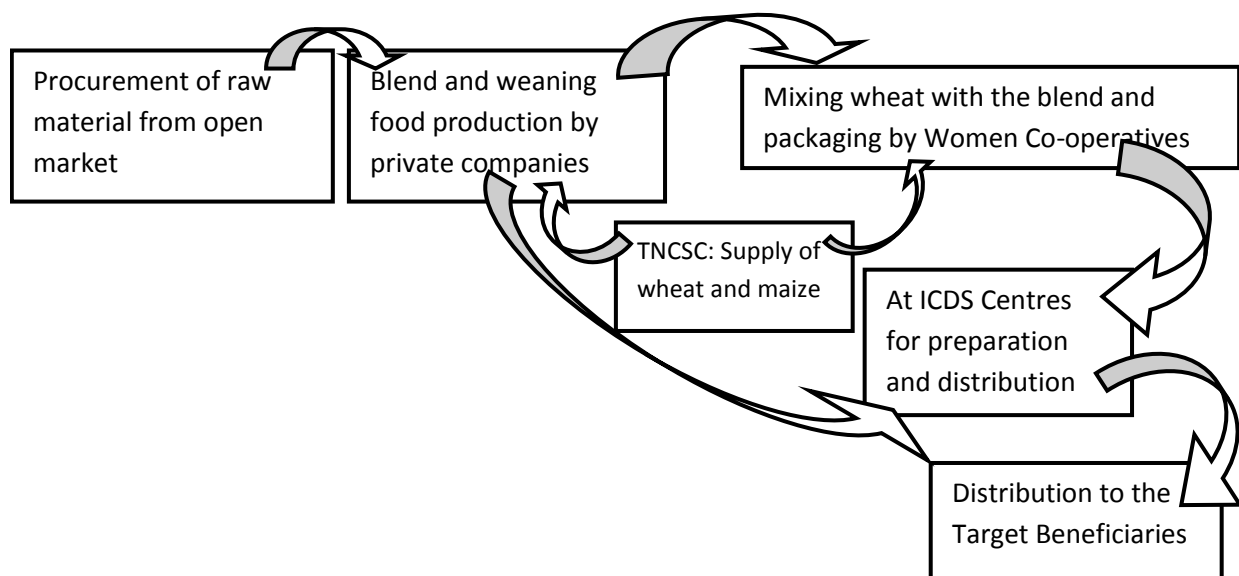 Procurement of raw
material from open
market
Blend and weaning
food production by
private companies
Mixing wheat with the blend and
packaging by Women Co-operatives
TNCSC: Supply of
wheat and maize
At ICDS Centres
for preparation
and distribution
Distribution to the
Target Beneficiaries